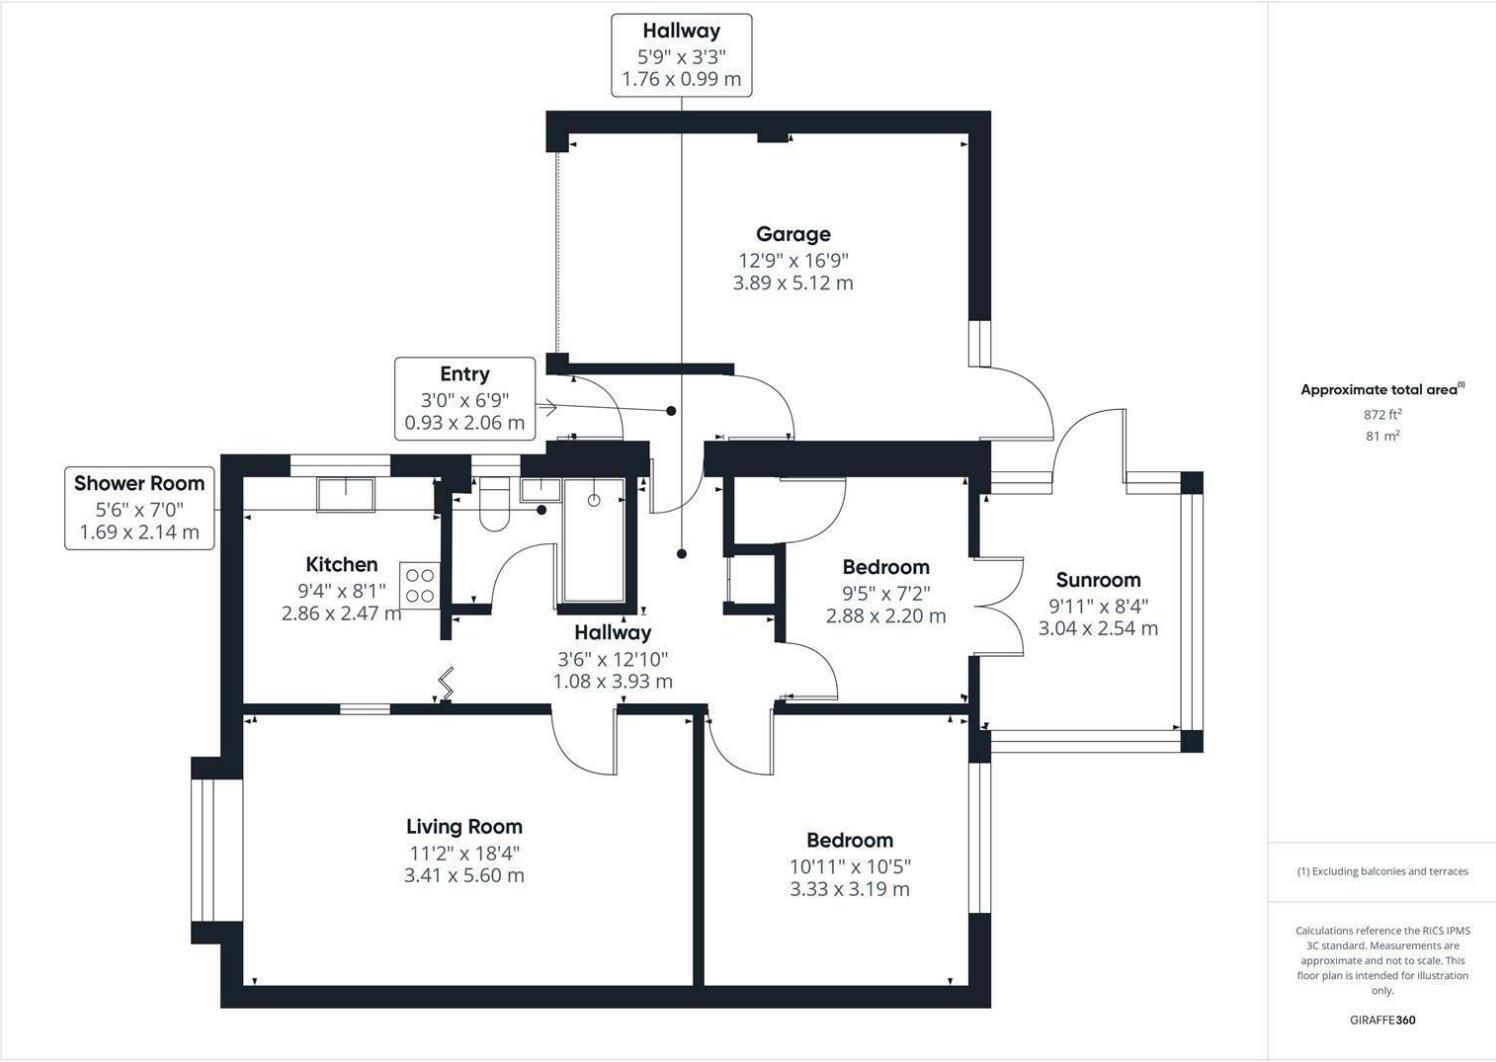 Hallway
5'9" x 3'3"
1.76 x 0.99 m
Garage
12'9" x 16'9"
3.89 x 5.12 m
Entry
3'0" x 6'9"
0.93 x 2.06 m
Shower Room
5'6" x 7'0"
1.69 x 2.14 m
Kitchen
9'4" x 8'1"
2.86 x 2.47 m
Bedroom
9'5" x 7'2"
2.88 x 2.20 m
Sunroom
9'11" x 8'4"
3.04 x 2.54 m
Hallway
3'6" x 12'10"
1.08 x 3.93 m
Living Room
11'2" x 18'4"
3.41 x 5.60 m
Bedroom
10'11" x 10'5"
3.33 x 3.19 m
Approximate total area(1)
872 ft²
81 m²
(1) Excluding balconies and terraces
Calculations reference the RICS IPMS
3C standard. Measurements are
approximate and not to scale. This
floor plan is intended for illustration
only.
GIRAFFE360